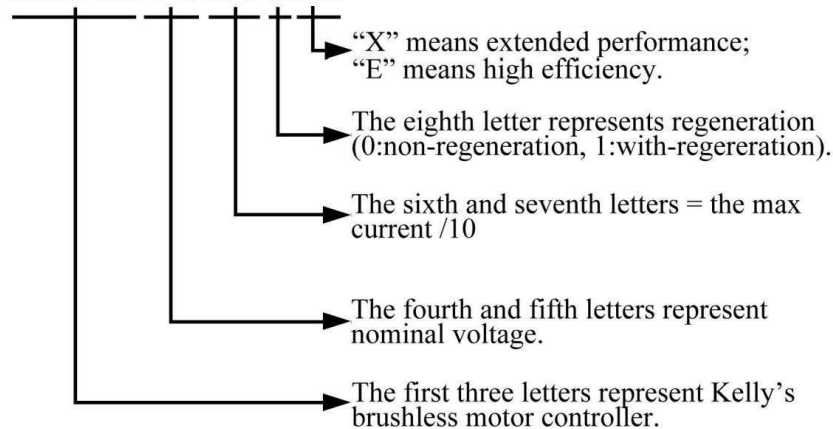 “X” means extended performance;
“E” means high efficiency.
The eighth letter represents regeneration
(0:non-regeneration, 1:with-regereration).
The sixth and seventh letters = the max
current /10
The fourth and fifth letters represent
nominal voltage.
The first three letters represent Kelly’s
brushless motor controller.